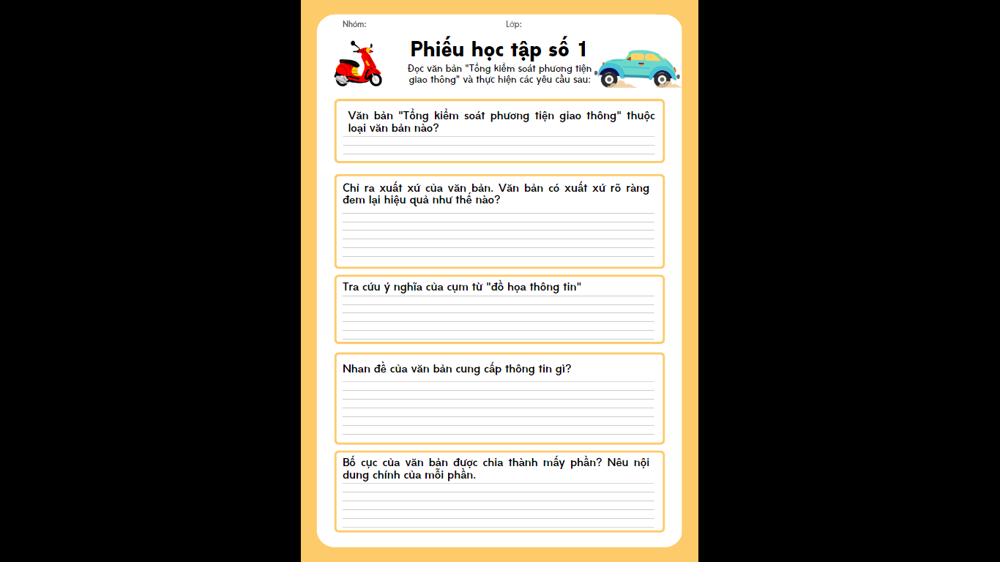 Nhóm:
Lớp:
Phiếu học tập số 1
Đọc văn bản "Tổng kiểm soát phương tiện
giao thông" và thực hiện các yêu cầu sau:
Văn bản "Tổng kiểm soát phương tiện giao thông" thuộc
loại văn bản nào?
Chỉ ra xuất xứ của văn bản. Văn bản có xuất xứ rõ ràng
đem lại hiệu quả như thế nào?
Tra cứu ý nghĩa của cụm từ "đồ họa thông tin"
Nhan đề của văn bản cung cấp thông tin gì?
Bố cục của văn bản được chia thành mấy phần? Nêu nội
dung chính của mỗi phần.